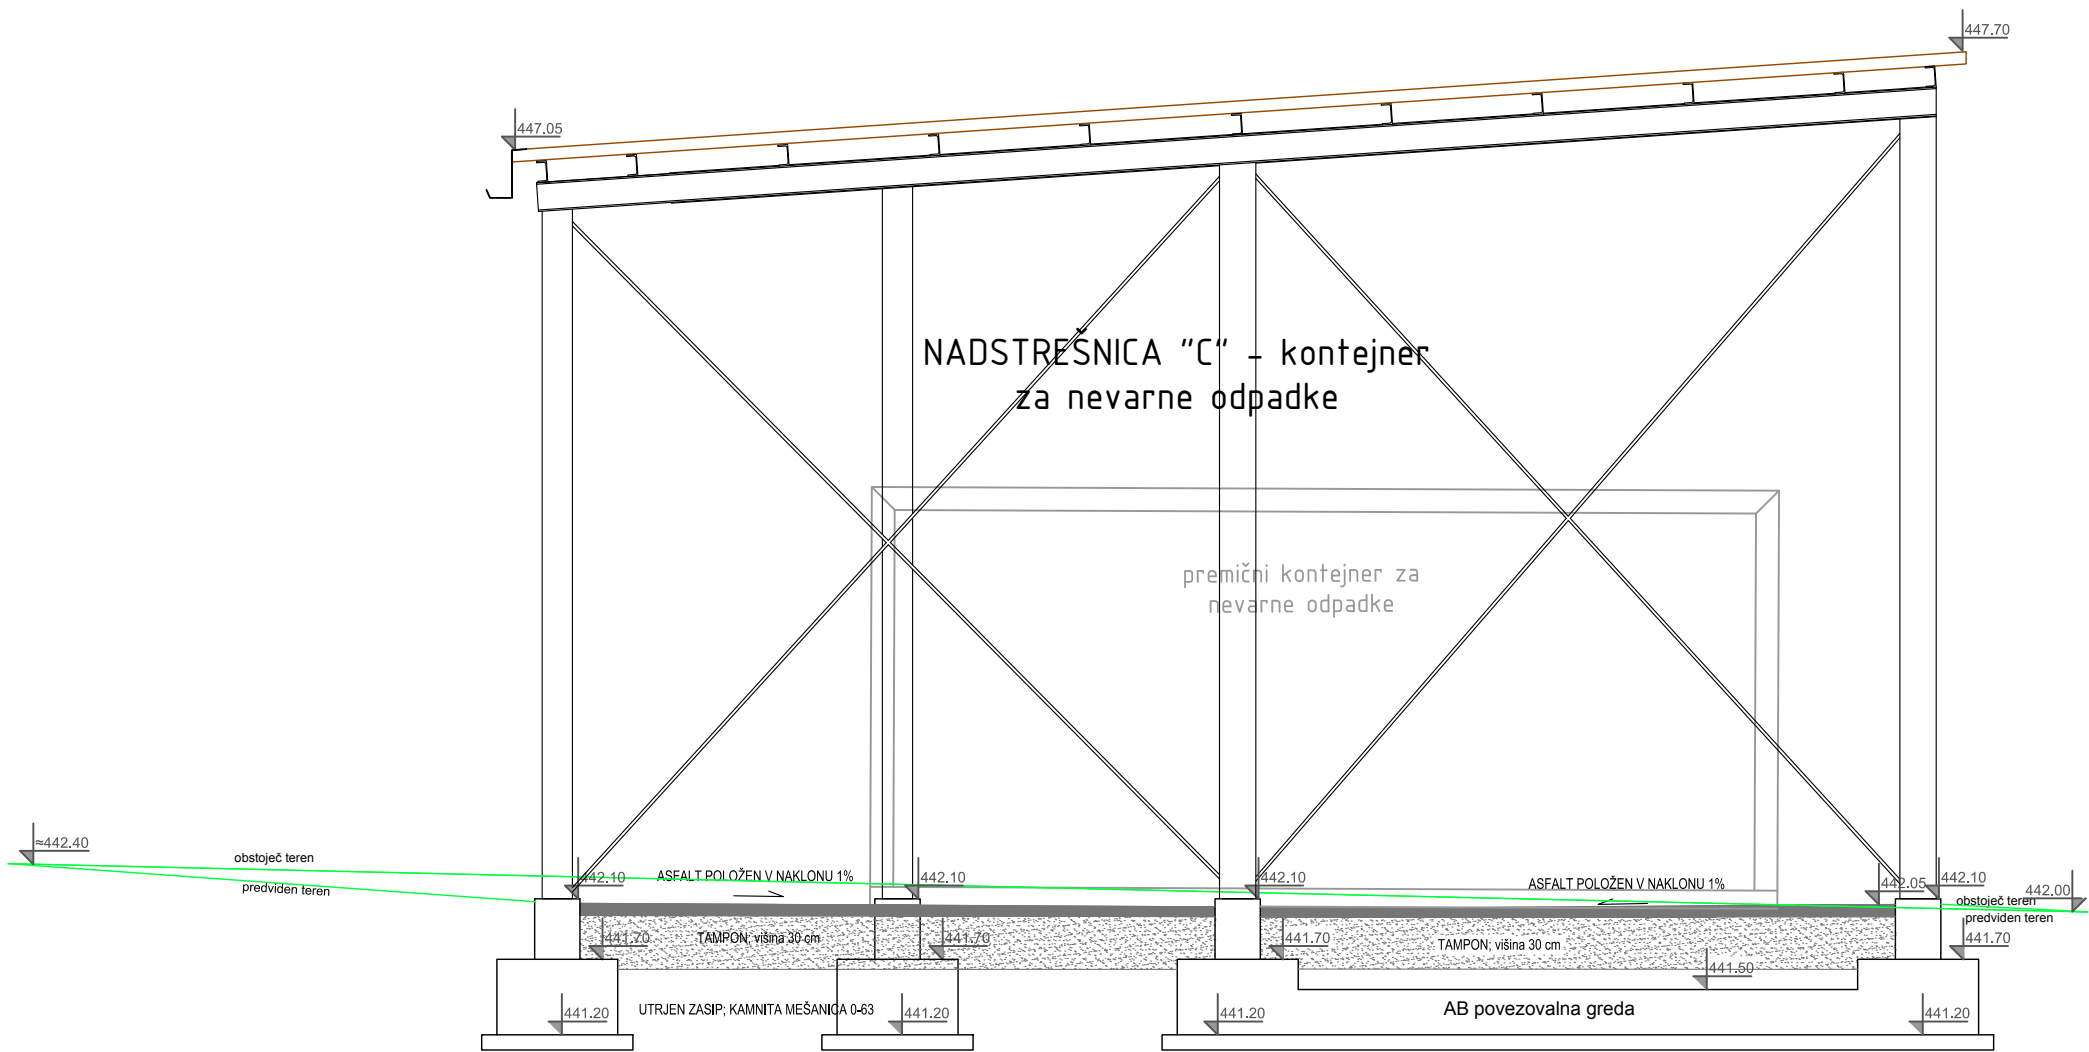 447.70
447.05
NADSTREŠNICA "C" - kontejner
za nevarne odpadke
premični kontejner za
nevarne odpadke
≈442.40
obstoječ teren
predviden teren
442.10
ASFALT POLOŽEN V NAKLONU 1%
442.10
442.10
ASFALT POLOŽEN V NAKLONU 1%
442.05
442.10
442.00
obstoječ teren
predviden teren
441.70
TAMPON; višina 30 cm
441.70
441.70
TAMPON; višina 30 cm
441.70
441.50
441.20
UTRJEN ZASIP; KAMNITA MEŠANICA 0-63
441.20
441.20
AB povezovalna greda
441.20